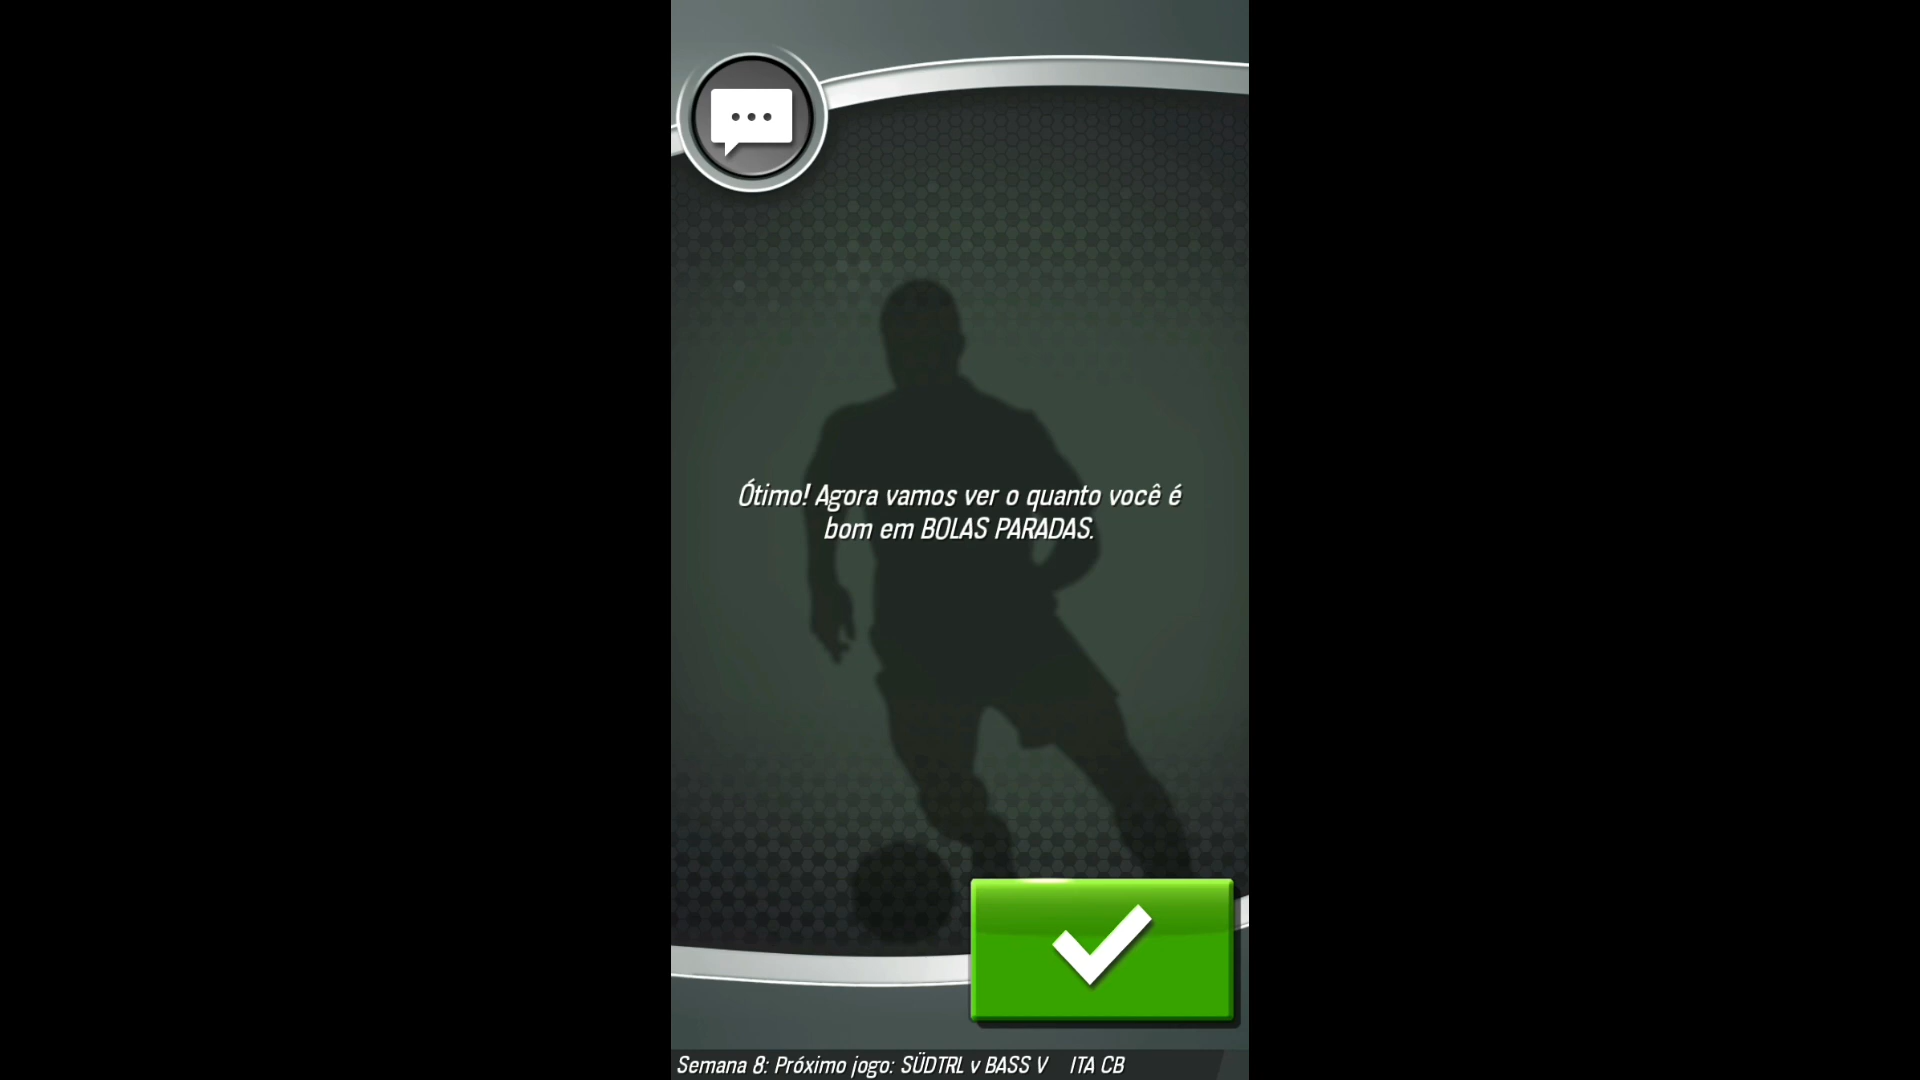 Ótimo! Agora vamos ver o quanto você é
bom em BOLAS PARADAS.
Semana 8: Próximo jogo: SÜDTRL v BASS V ITA CB